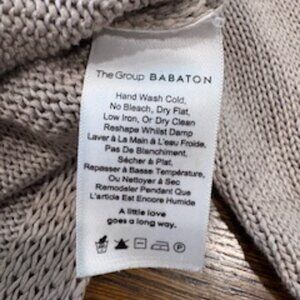 The Group BABATON
Hand Wash Cold,
No Bleach, Dry Flat,
Low Iron, Or Dry Clean
Reshape Whilst Damp
Laver à La Main à L'eau Froide,
Pas De Blanchiment,
Sécher à Plat,
Repasser à Basse Température,
Ou Nettoyer à Sec
Remodeler Pendant Que
L'article Est Encore Humide
A little love
goes a long way.